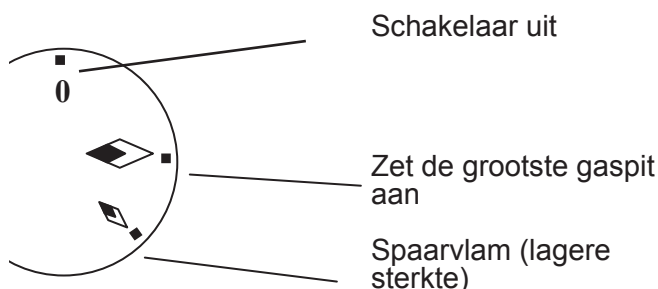 Schakelaar uit
0
Zet de grootste gaspit
aan
Spaarvlam (lagere
sterkte)